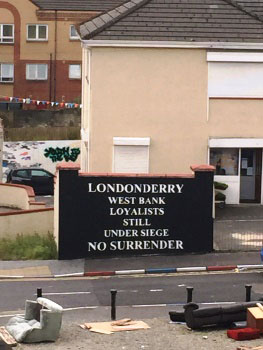 LONDONDERRY
WEST BANK
LOYALISTS
STILL
UNDER SIEGE
NO SURRENDER